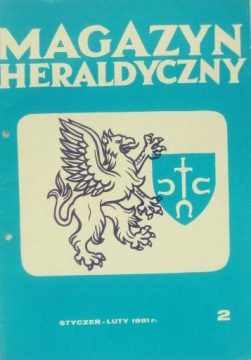 MAGAZYN
HERALDYCZNY
STYCZEŃ - LUTY 1991 r.
2